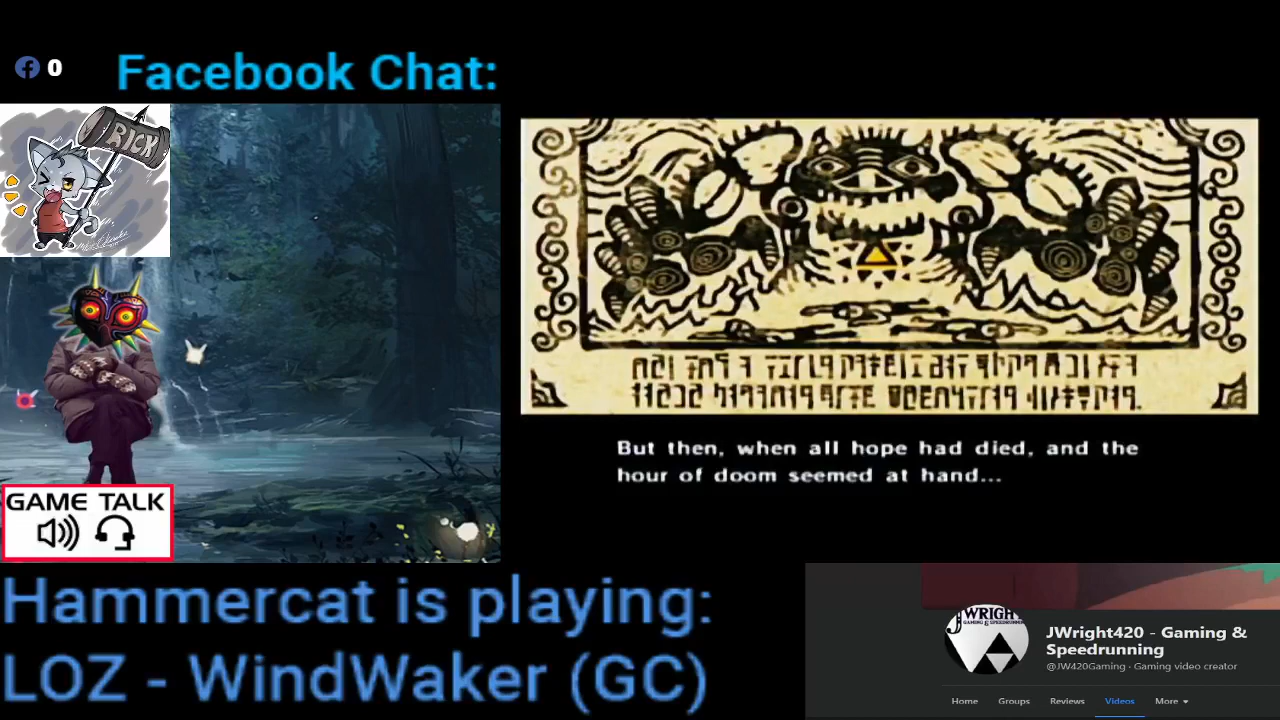 0
Facebook Chat:
RICK
GAME TALK
But then, when all hope had died, and the
hour of doom seemed at hand...
Hammercat is playing:
LOZ - WindWaker (GC)
JWRIGHT
JWright420 - Gaming &
Speedrunning
@JW420Gaming · Gaming video creator
Home Groups Reviews Videos More